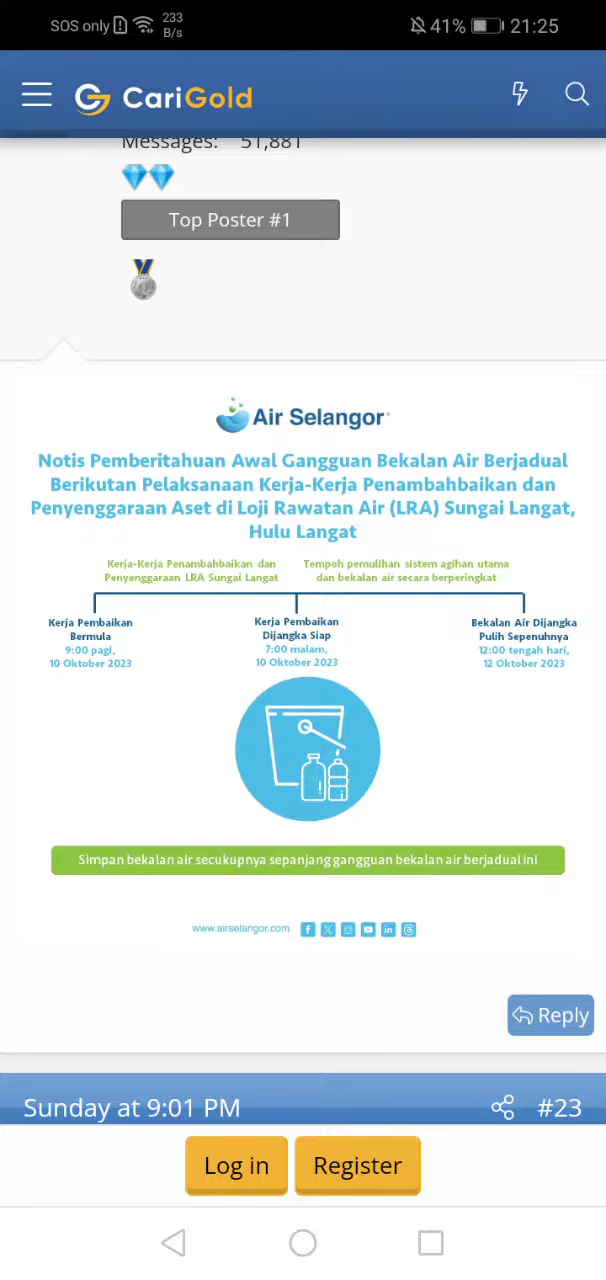 SOS only
233
B/s
41%
21:25
CariGold
Messages: 51,881
Top Poster #1
Air Selangor
Notis Pemberitahuan Awal Gangguan Bekalan Air Berjadual
Berikutan Pelaksanaan Kerja-Kerja Penambahbaikan dan
Penyenggaraan Aset di Loji Rawatan Air (LRA) Sungai Langat,
Hulu Langat
Kerja-Kerja Penambahbaikan dan
Penyenggaraan LRA Sungai Langat
Tempoh pemulihan sistem agihan utama
dan bekalan air secara berperingkat
Kerja Pembaikan
Bermula
9:00 pagi,
10 Oktober 2023
Kerja Pembaikan
Dijangka Siap
7:00 malam,
10 Oktober 2023
Bekalan Air Dijangka
Pulih Sepenuhnya
12:00 tengah hari,
12 Oktober 2023
Simpan bekalan air secukupnya sepanjang gangguan bekalan air berjadual ini
www.airselangor.com
Reply
Sunday at 9:01 PM
#23
Log in
Register